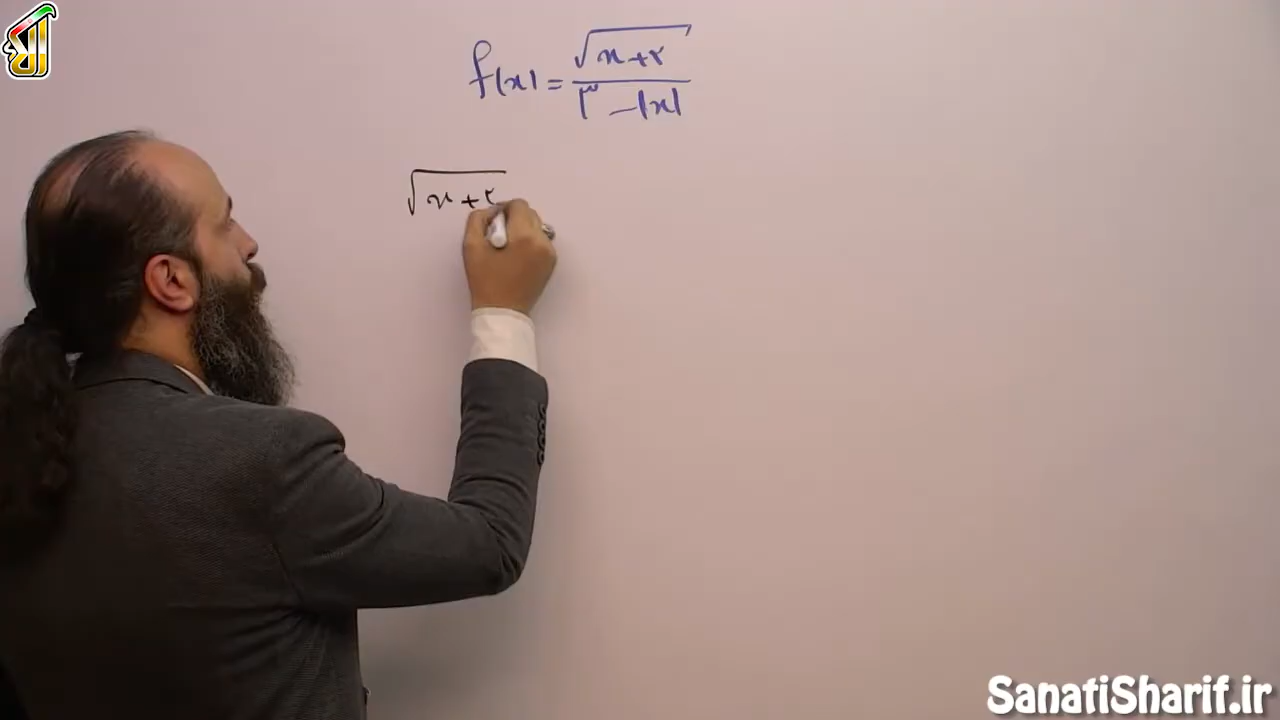 f(x) = √(x+۲) / (۳ - |x|)
√(x+۲)
SanatiSharif.ir